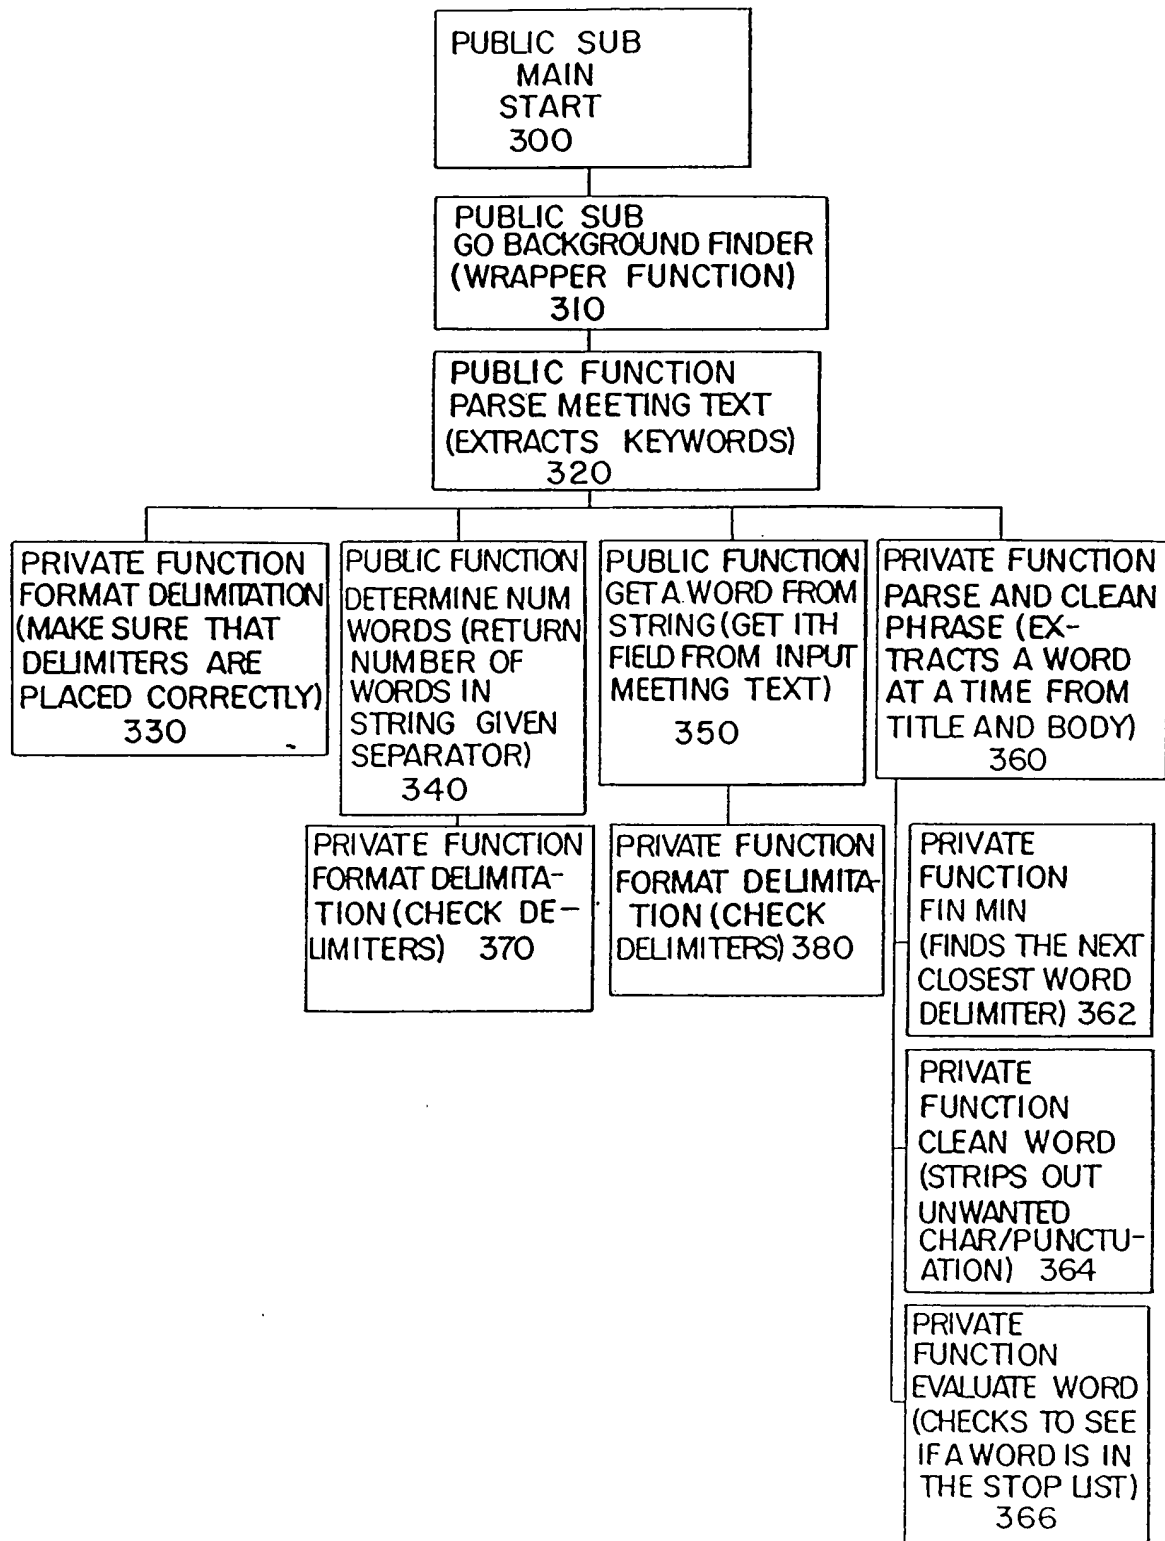 PUBLIC SUB
MAIN
START
300
PUBLIC SUB
GO BACKGROUND FINDER
(WRAPPER FUNCTION)
310
PUBLIC FUNCTION
PARSE MEETING TEXT
(EXTRACTS KEYWORDS)
320
PRIVATE FUNCTION
FORMAT DELIMITATION
(MAKE SURE THAT
DELIMITERS ARE
PLACED CORRECTLY)
330
PUBLIC FUNCTION
DETERMINE NUM
WORDS (RETURN
NUMBER OF
WORDS IN
STRING GIVEN
SEPARATOR)
340
PUBLIC FUNCTION
GET A WORD FROM
STRING (GET ITH
FIELD FROM INPUT
MEETING TEXT)
350
PRIVATE FUNCTION
PARSE AND CLEAN
PHRASE (EX-
TRACTS A WORD
AT A TIME FROM
TITLE AND BODY)
360
PRIVATE FUNCTION
FORMAT DELIMITA-
TION (CHECK DE-
LIMITERS) 370
PRIVATE FUNCTION
FORMAT DELIMITA-
TION (CHECK
DELIMITERS) 380
PRIVATE
FUNCTION
FIN MIN
(FINDS THE NEXT
CLOSEST WORD
DELIMITER) 362
PRIVATE
FUNCTION
CLEAN WORD
(STRIPS OUT
UNWANTED
CHAR/PUNCTU-
ATION) 364
PRIVATE
FUNCTION
EVALUATE WORD
(CHECKS TO SEE
IF A WORD IS IN
THE STOP LIST)
366